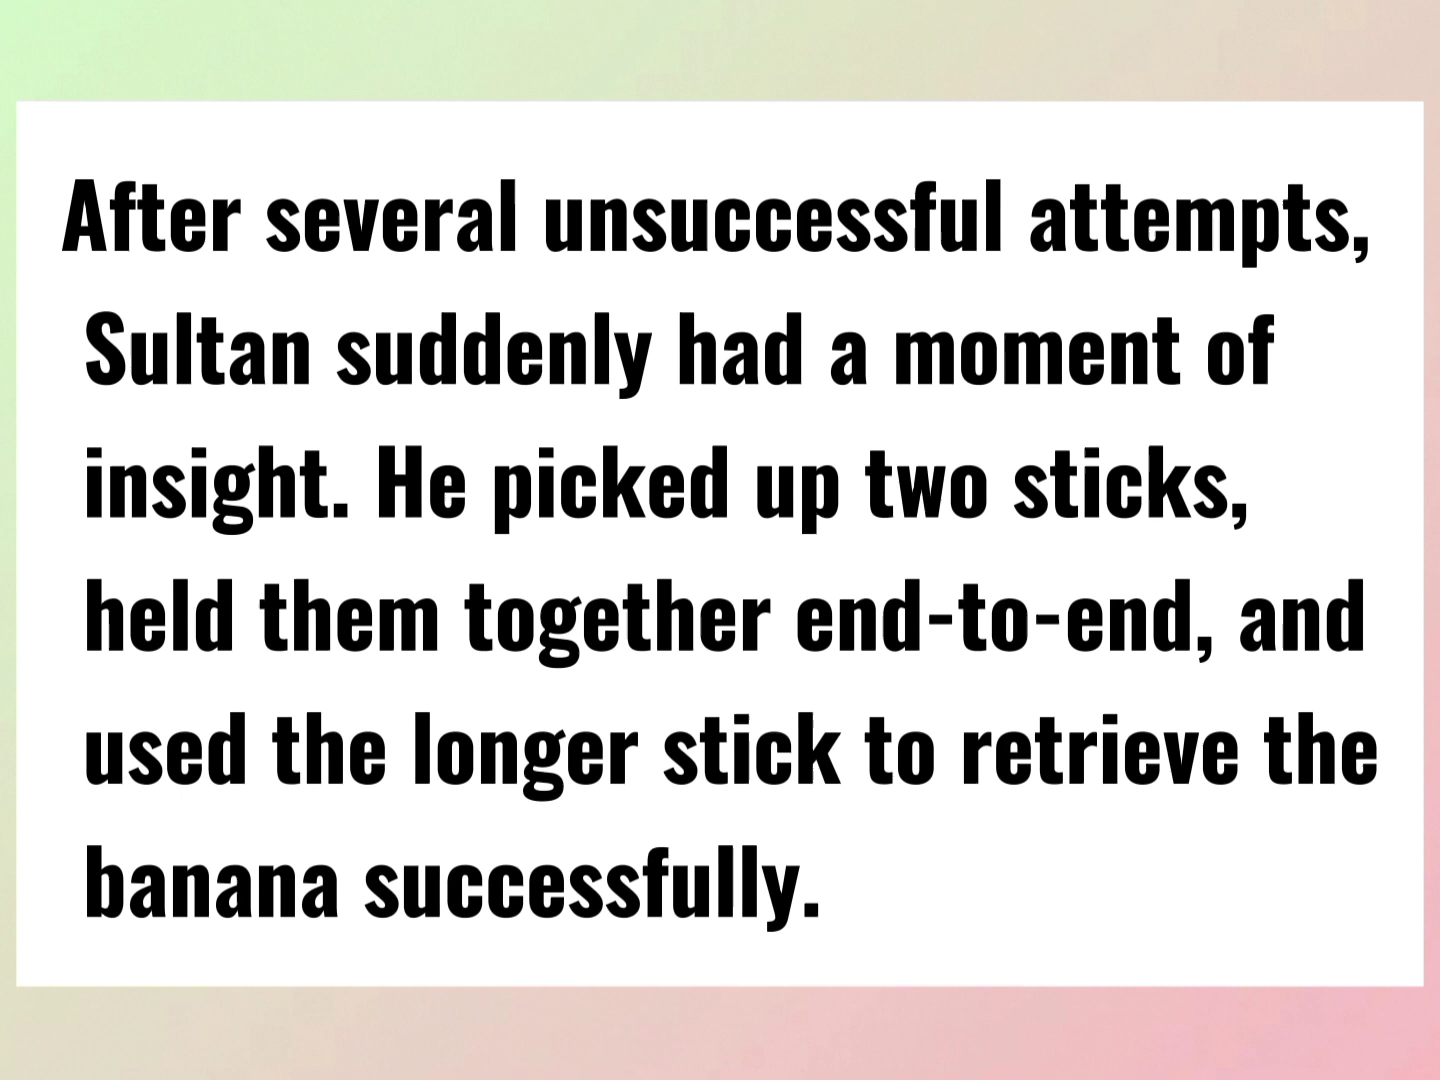 After several unsuccessful attempts,
Sultan suddenly had a moment of
insight. He picked up two sticks,
held them together end-to-end, and
used the longer stick to retrieve the
banana successfully.